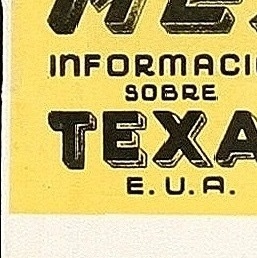 INFORMACI
SOBRE
TEXA
E. U. A.